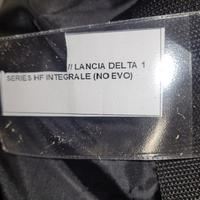 // LANCIA DELTA 1
SERIES HF INTEGRALE (NO EVO)